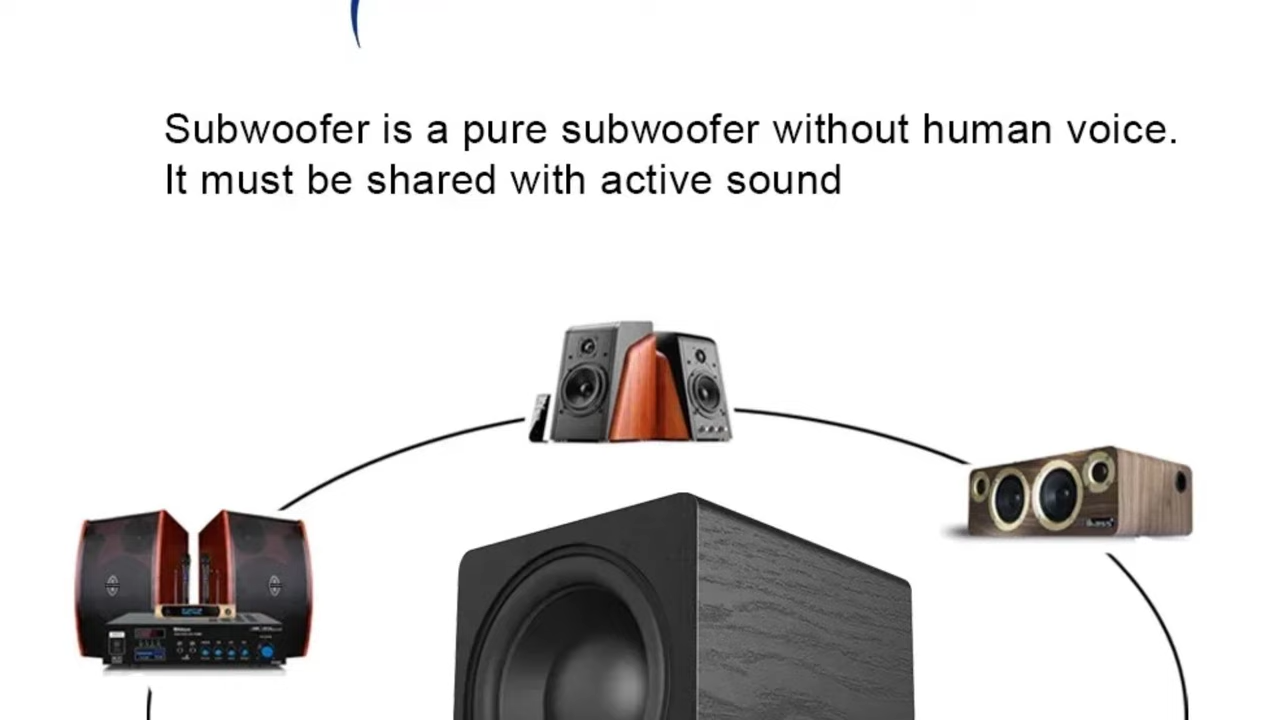 Subwoofer is a pure subwoofer without human voice.
It must be shared with active sound